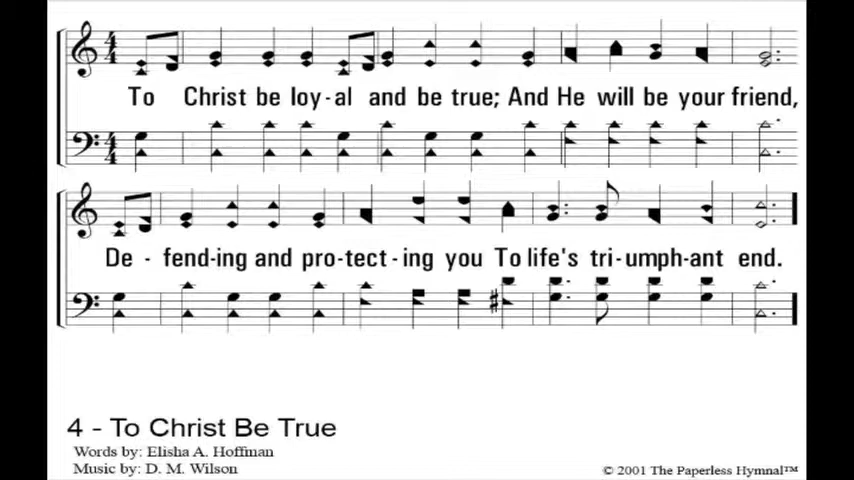 To Christ be loy-al and be true; And He will be your friend,
De - fend-ing and pro-tect-ing you To life's tri-umph-ant end.
4 - To Christ Be True
Words by: Elisha A. Hoffman
Music by: D. M. Wilson
© 2001 The Paperless Hymnal™